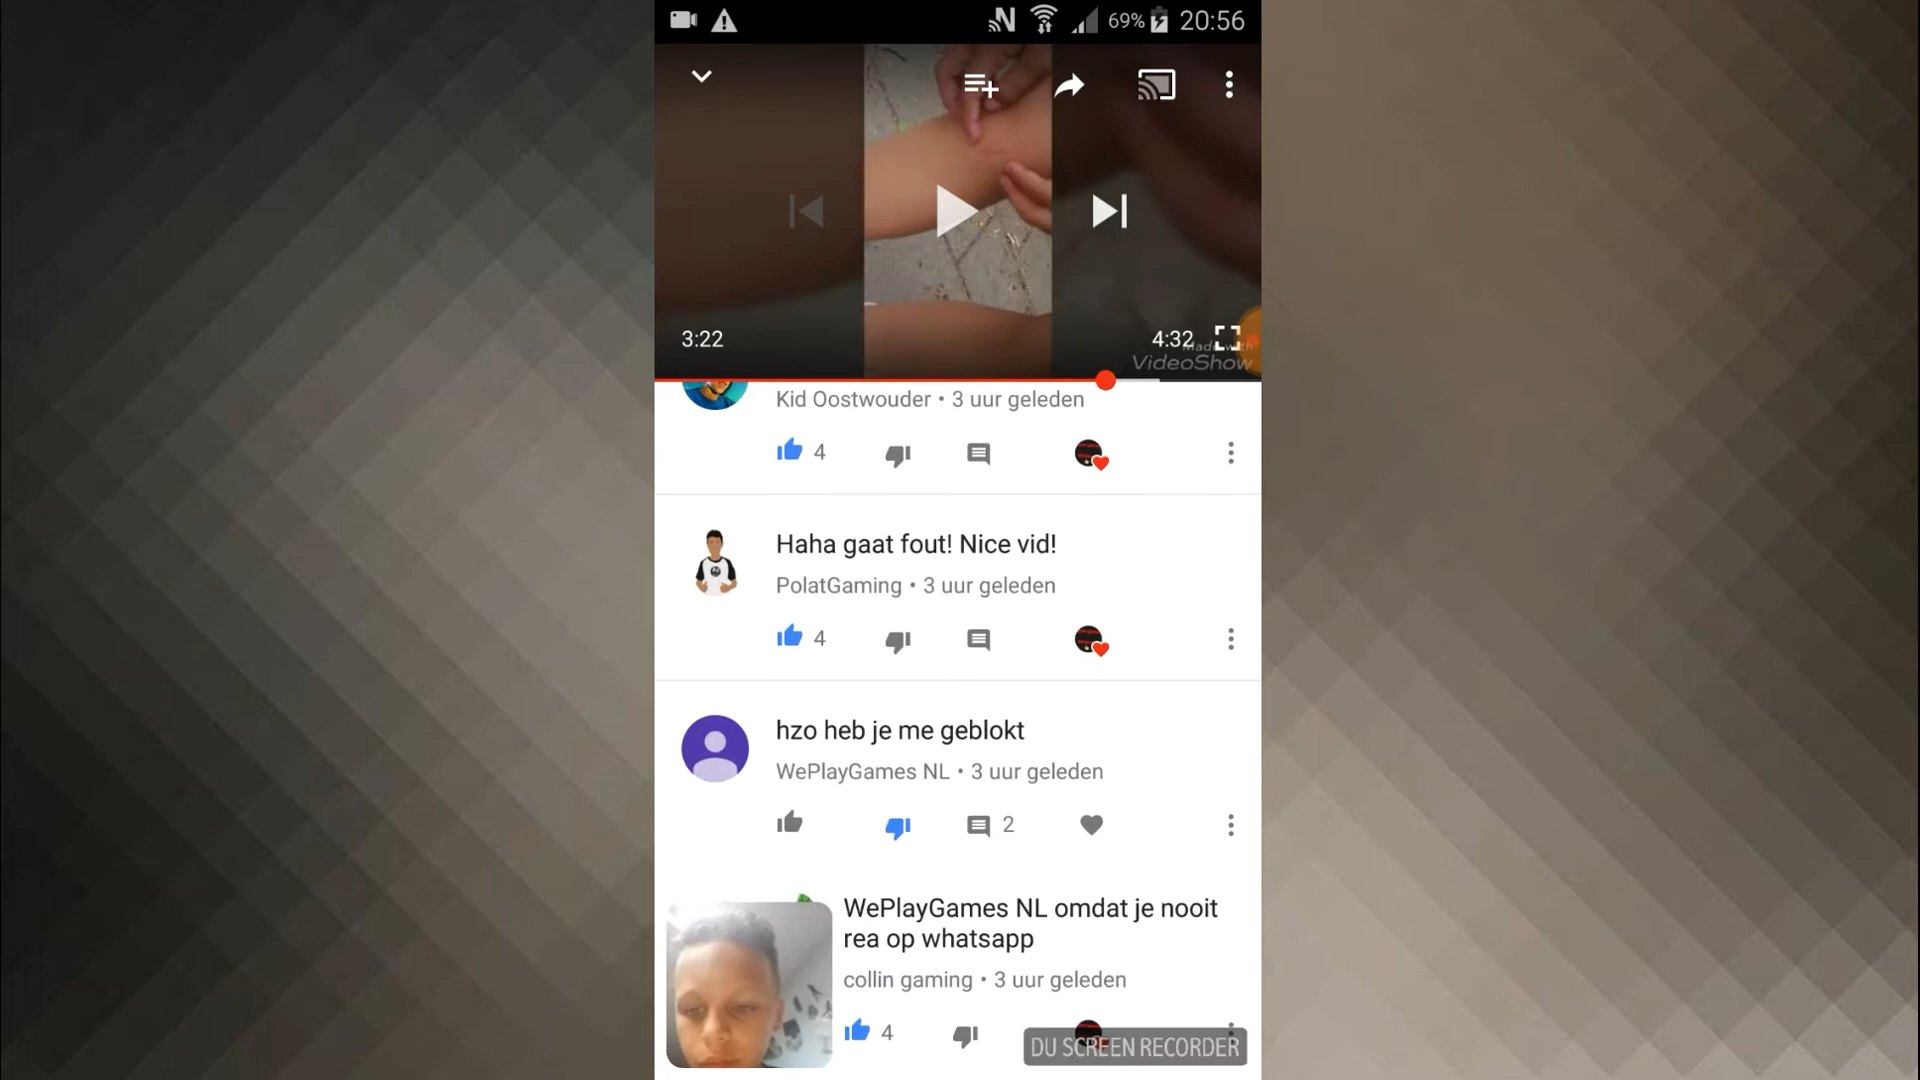 69% 20:56
3:22
4:32
Made with
VideoShow
Kid Oostwouder • 3 uur geleden
4
Haha gaat fout! Nice vid!
PolatGaming • 3 uur geleden
4
hzo heb je me geblokt
WePlayGames NL • 3 uur geleden
2
WePlayGames NL omdat je nooit
rea op whatsapp
collin gaming • 3 uur geleden
4
DU SCREEN RECORDER